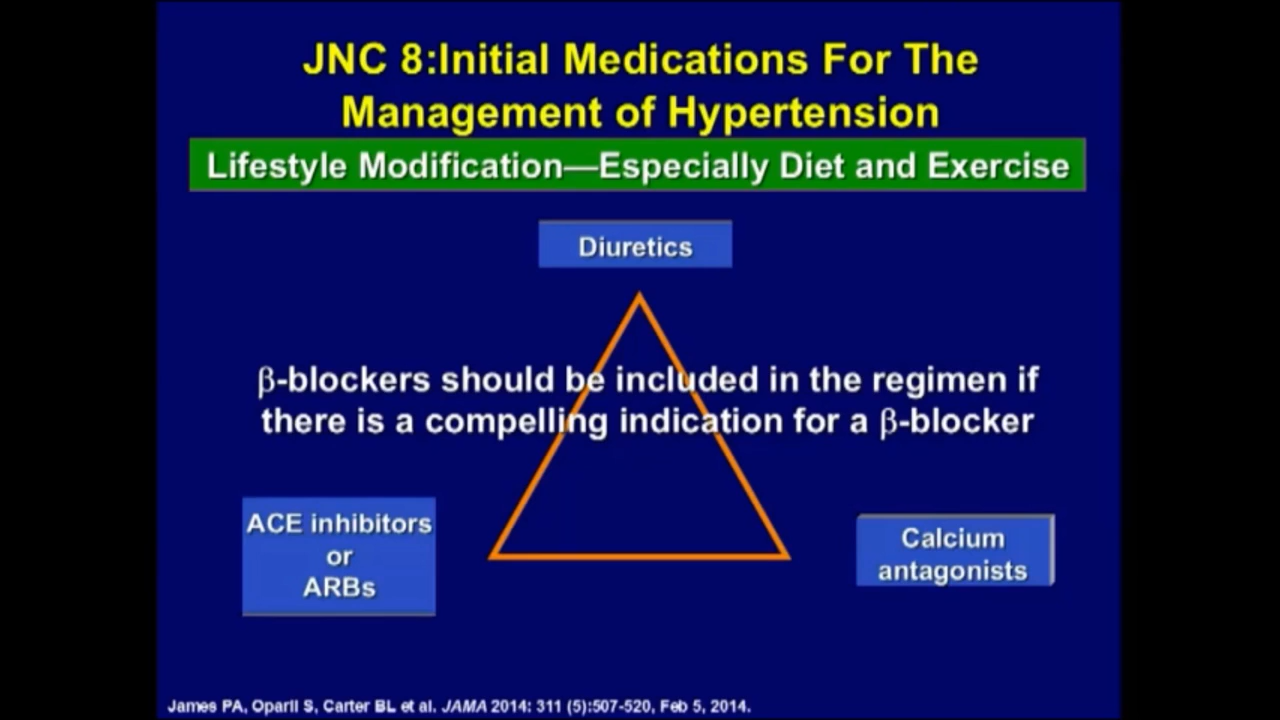 JNC 8:Initial Medications For The
Management of Hypertension
Lifestyle Modification—Especially Diet and Exercise
Diuretics
β-blockers should be included in the regimen if
there is a compelling indication for a β-blocker
ACE inhibitors
or
ARBs
Calcium
antagonists
James PA, Oparil S, Carter BL et al. JAMA 2014: 311 (5):507-520, Feb 5, 2014.